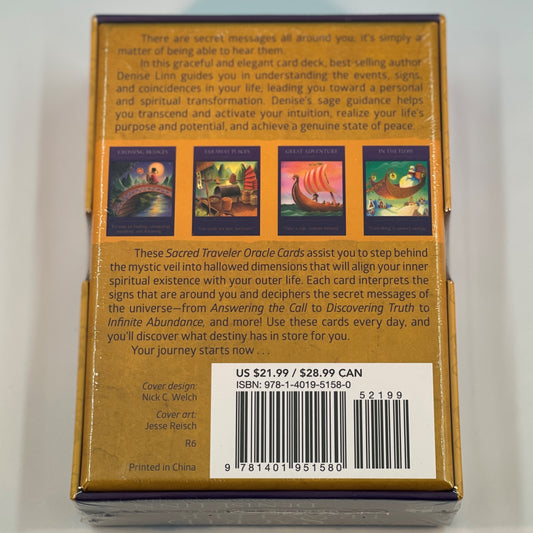 There are secret messages all around you; it's simply a
matter of being able to hear them.
In this graceful and elegant card deck, best-selling author
Denise Linn guides you in understanding the events, signs,
and coincidences in your life, leading you toward a personal
and spiritual transformation. Denise's sage guidance helps
you transcend and activate your intuition, realize your life's
purpose and potential, and achieve a genuine state of peace.
CROSSING BRIDGES
FARAWAY PLACES
GREAT ADVENTURE
IN THE FLOW
These Sacred Traveler Oracle Cards assist you to step behind
the mystic veil into hallowed dimensions that will align your inner
spiritual existence with your outer life. Each card interprets the
signs that are around you and deciphers the secret messages of
the universe—from Answering the Call to Discovering Truth to
Infinite Abundance, and more! Use these cards every day, and
you'll discover what destiny has in store for you.
Your journey starts now . . .
Cover design:
Nick C. Welch
Cover art:
Jesse Reisch
R6
Printed in China
US $21.99 / $28.99 CAN
ISBN: 978-1-4019-5158-0
52199
9 781401 951580